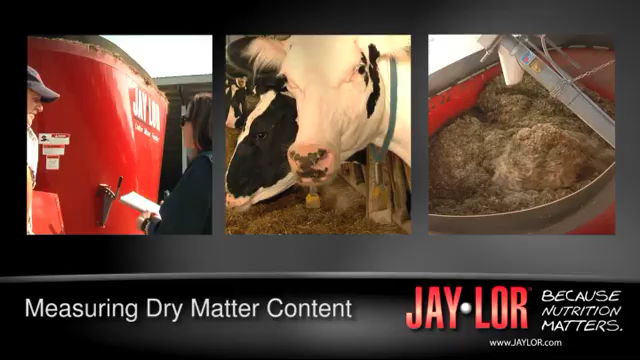 JAY LOR
Measuring Dry Matter Content
JAY•LOR
BECAUSE
NUTRITION
MATTERS.
www.JAYLOR.com